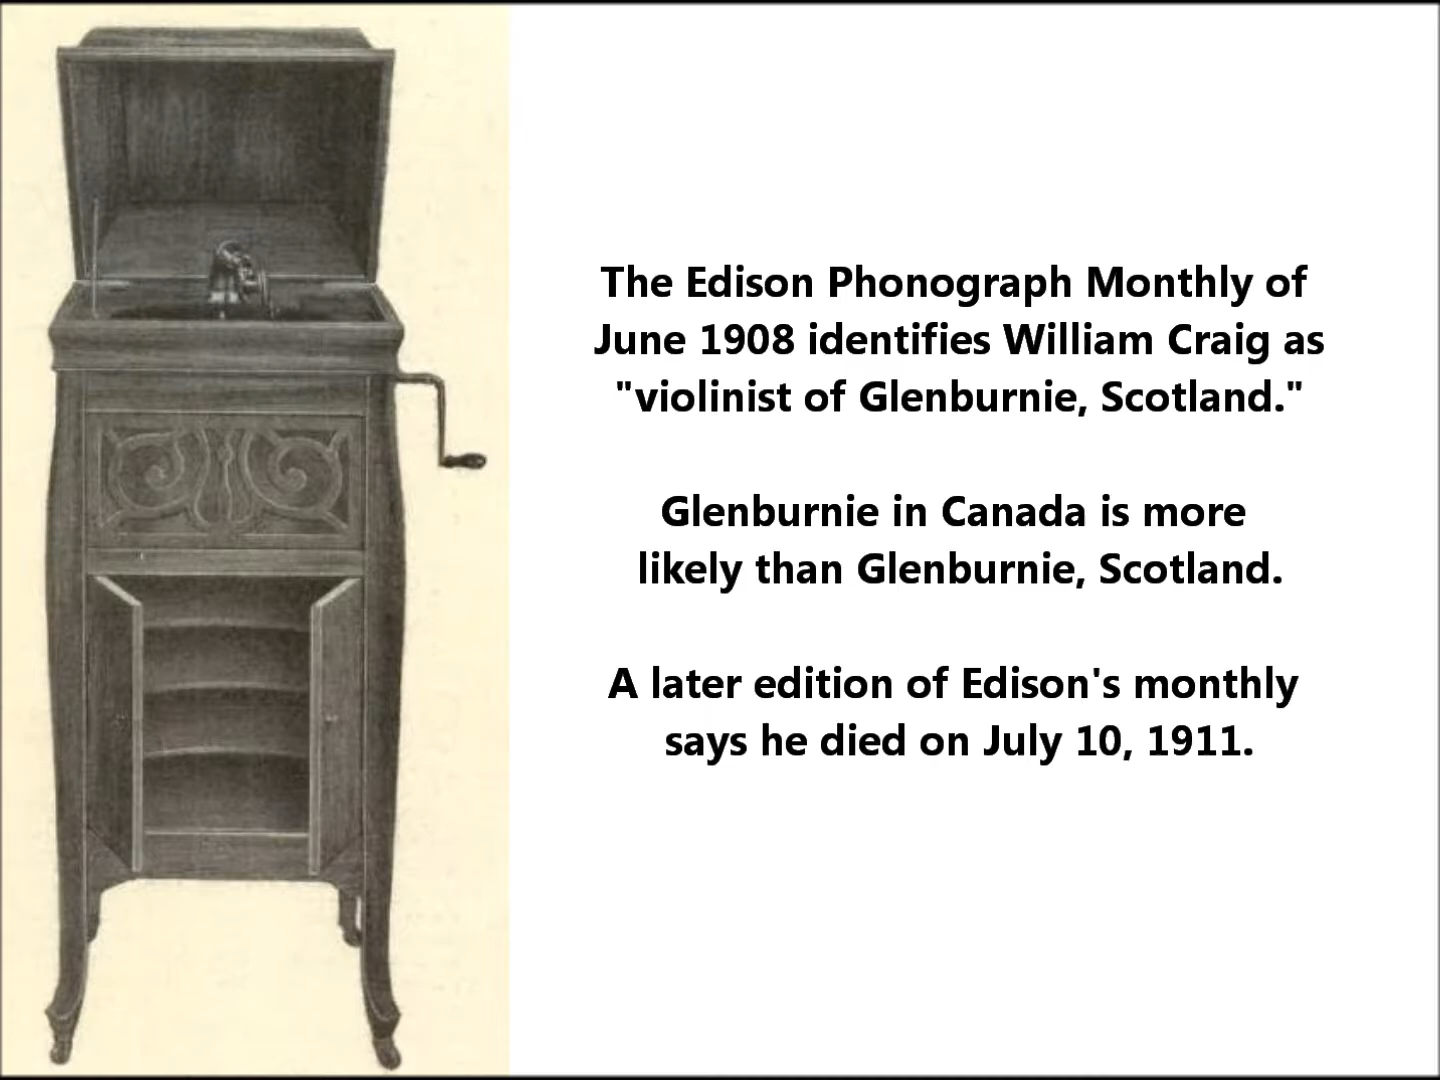 The Edison Phonograph Monthly of
June 1908 identifies William Craig as
"violinist of Glenburnie, Scotland."
Glenburnie in Canada is more
likely than Glenburnie, Scotland.
A later edition of Edison's monthly
says he died on July 10, 1911.